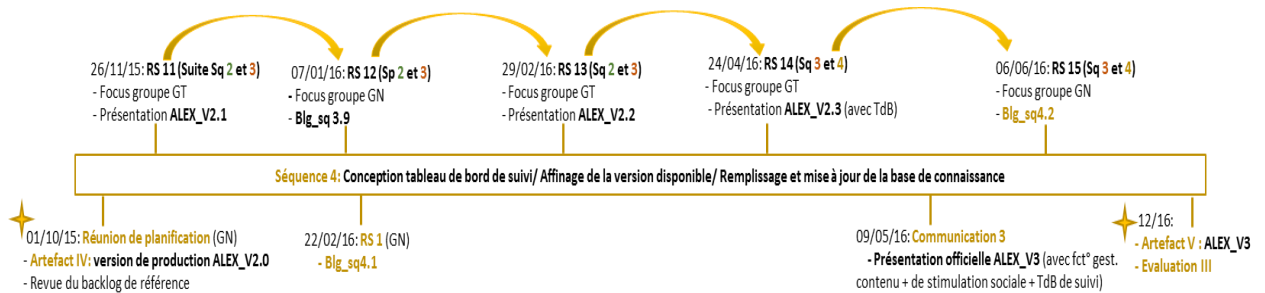 26/11/15: RS 11 (Suite Sq 2 et 3)
- Focus groupe GT
- Présentation ALEX_V2.1
07/01/16: RS 12 (Sp 2 et 3)
- Focus groupe GN
- Blg_sq 3.9
29/02/16: RS 13 (Sq 2 et 3)
- Focus groupe GT
- Présentation ALEX_V2.2
24/04/16: RS 14 (Sq 3 et 4)
- Focus groupe GT
- Présentation ALEX_V2.3 (avec TdB)
06/06/16: RS 15 (Sq 3 et 4)
- Focus groupe GN
- Blg_sq4.2
Séquence 4: Conception tableau de bord de suivi/ Affinage de la version disponible/ Remplissage et mise à jour de la base de connaissance
01/10/15: Réunion de planification (GN)
- Artefact IV: version de production ALEX_V2.0
- Revue du backlog de référence
22/02/16: RS 1 (GN)
- Blg_sq4.1
09/05/16: Communication 3
- Présentation officielle ALEX_V3 (avec fct° gest.
contenu + de stimulation sociale + TdB de suivi)
12/16:
- Artefact V : ALEX_V3
- Evaluation III